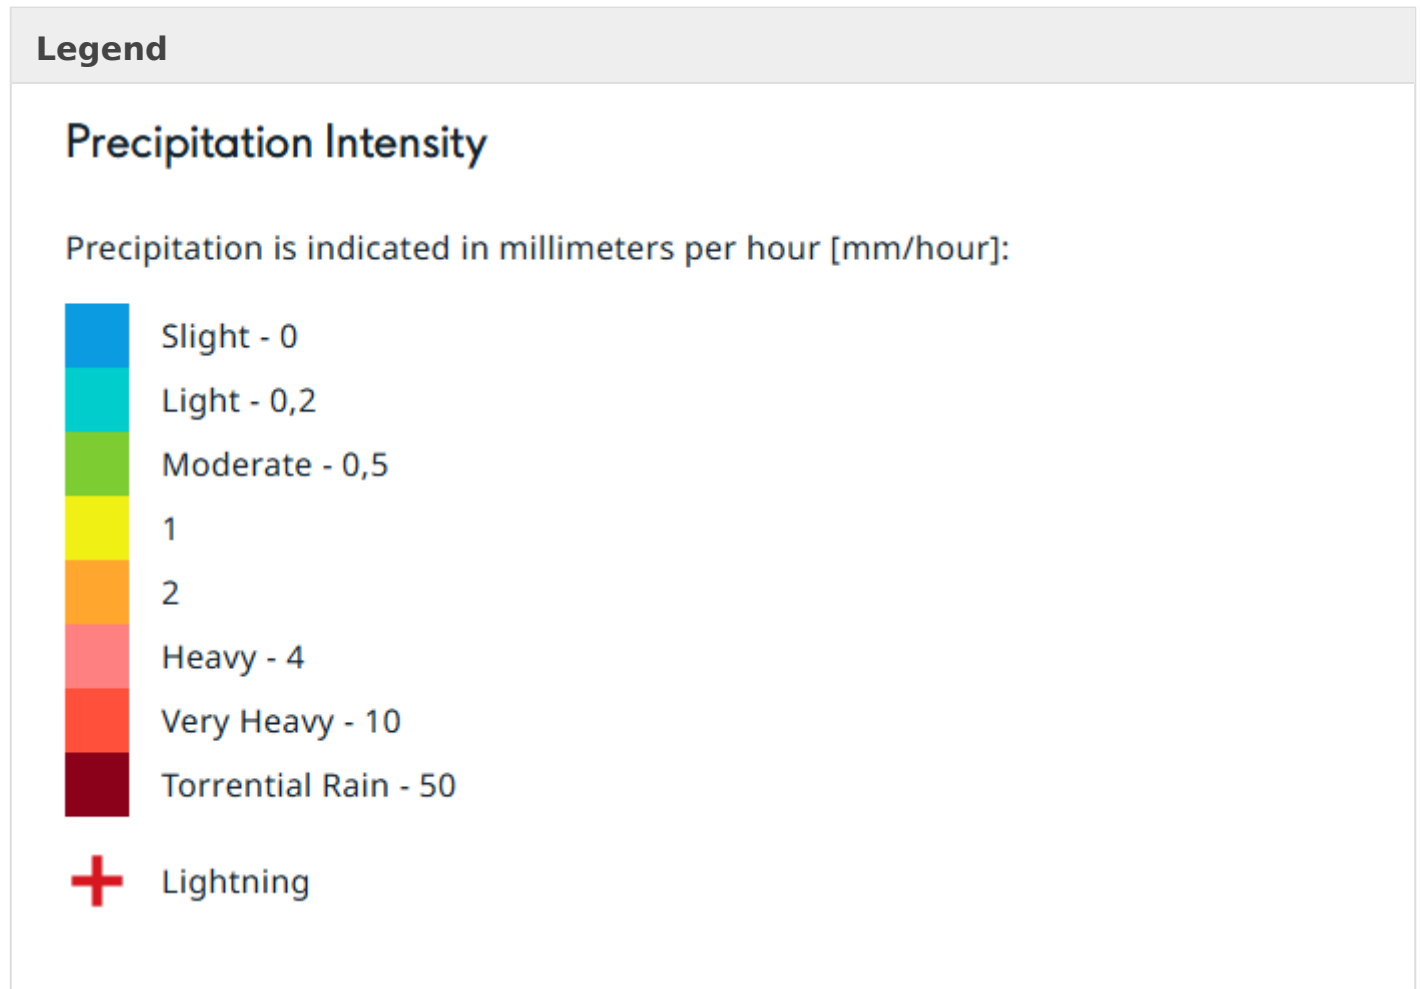 Legend
Precipitation Intensity
Precipitation is indicated in millimeters per hour [mm/hour]:
Slight - 0
Light - 0,2
Moderate - 0,5
1
2
Heavy - 4
Very Heavy - 10
Torrential Rain - 50
Lightning